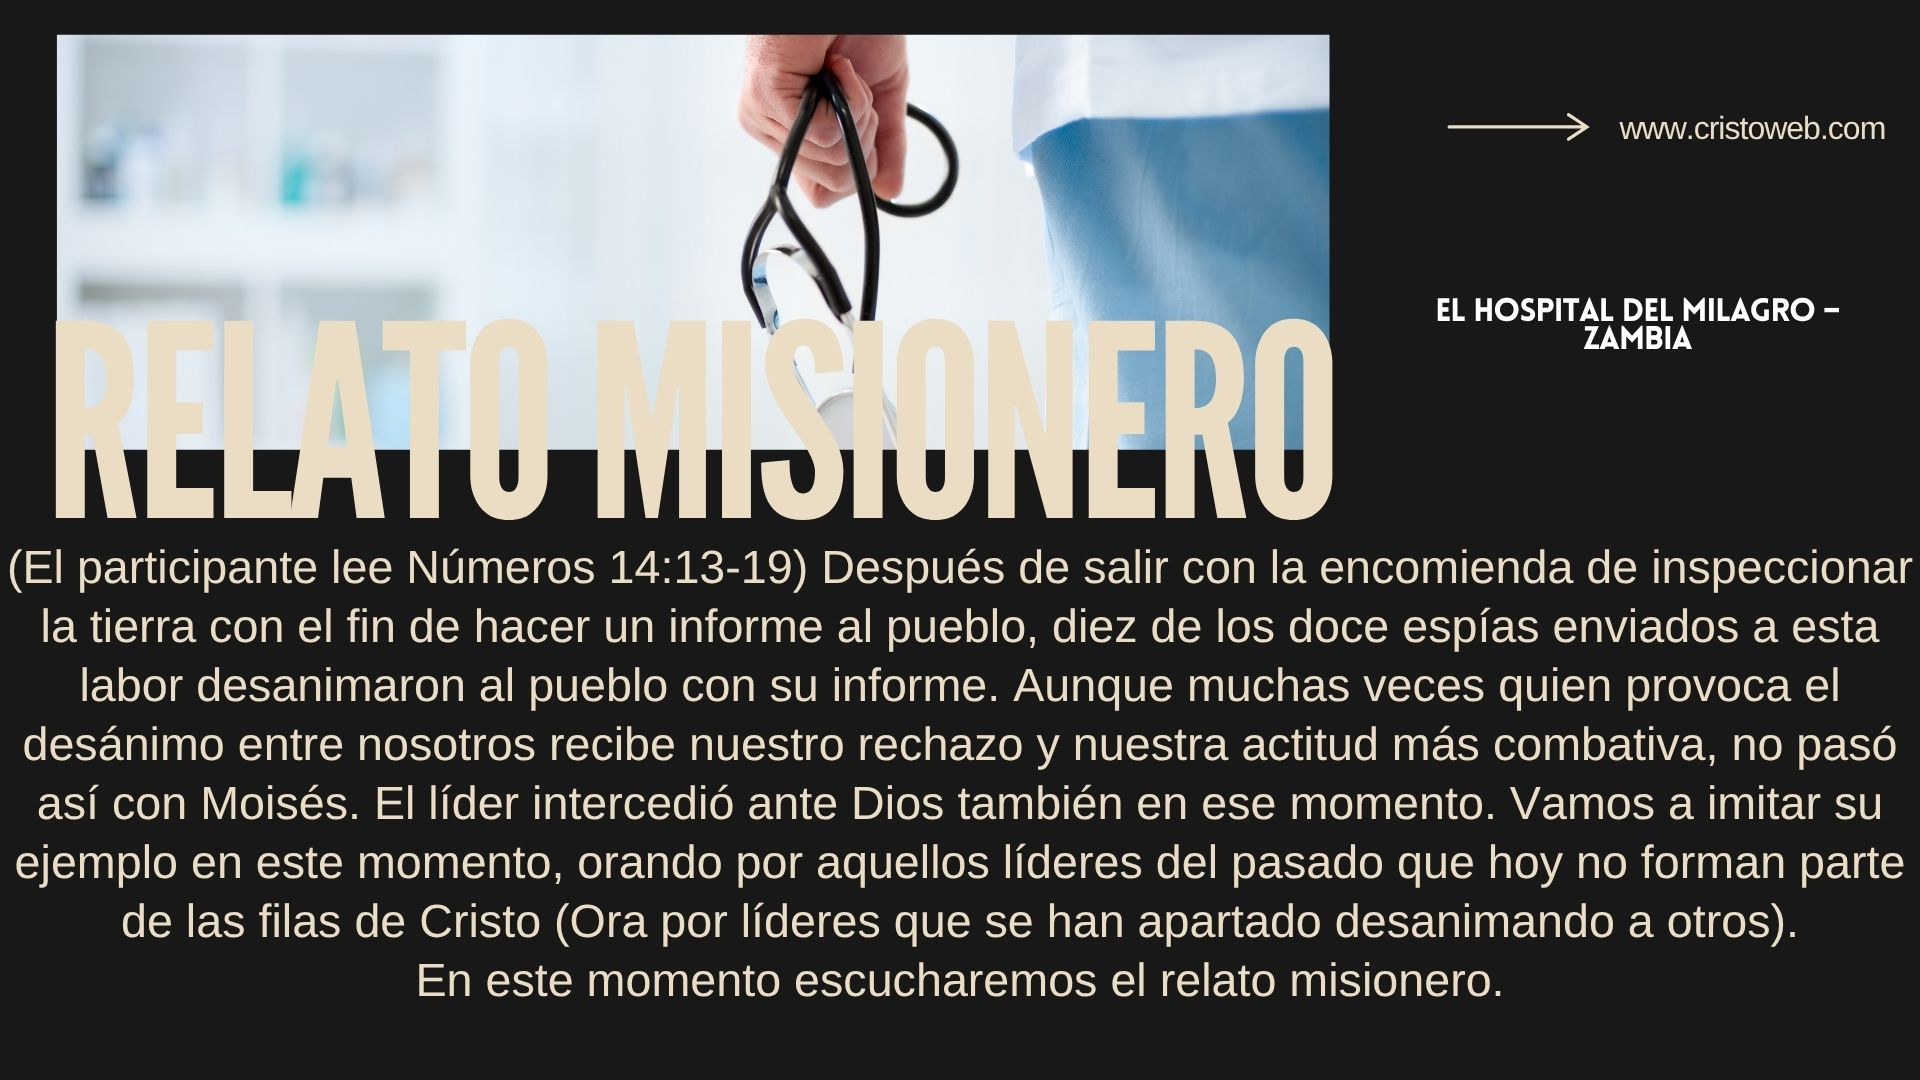 www.cristoweb.com
EL HOSPITAL DEL MILAGRO –
ZAMBIA
RELATO MISIONERO
(El participante lee Números 14:13-19) Después de salir con la encomienda de inspeccionar
la tierra con el fin de hacer un informe al pueblo, diez de los doce espías enviados a esta
labor desanimaron al pueblo con su informe. Aunque muchas veces quien provoca el
desánimo entre nosotros recibe nuestro rechazo y nuestra actitud más combativa, no pasó
así con Moisés. El líder intercedió ante Dios también en ese momento. Vamos a imitar su
ejemplo en este momento, orando por aquellos líderes del pasado que hoy no forman parte
de las filas de Cristo (Ora por líderes que se han apartado desanimando a otros).
En este momento escucharemos el relato misionero.